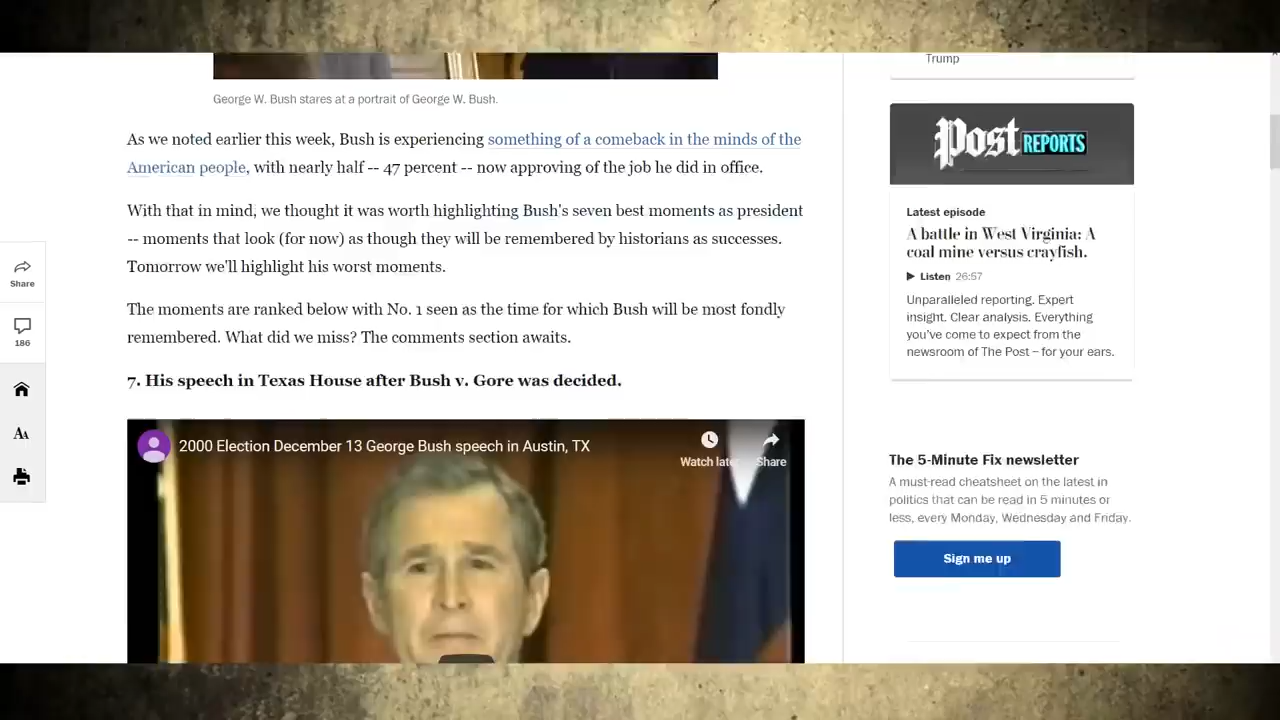 Trump
George W. Bush stares at a portrait of George W. Bush.
As we noted earlier this week, Bush is experiencing something of a comeback in the minds of the
American people, with nearly half -- 47 percent -- now approving of the job he did in office.
With that in mind, we thought it was worth highlighting Bush's seven best moments as president
-- moments that look (for now) as though they will be remembered by historians as successes.
Tomorrow we'll highlight his worst moments.
The moments are ranked below with No. 1 seen as the time for which Bush will be most fondly
remembered. What did we miss? The comments section awaits.
7. His speech in Texas House after Bush v. Gore was decided.
2000 Election December 13 George Bush speech in Austin, TX
Watch later
Share
Share
186
AA
Post REPORTS
Latest episode
A battle in West Virginia: A
coal mine versus crayfish.
Listen 26:57
Unparalleled reporting. Expert
insight. Clear analysis. Everything
you've come to expect from the
newsroom of The Post – for your ears.
The 5-Minute Fix newsletter
A must-read cheatsheet on the latest in
politics that can be read in 5 minutes or
less, every Monday, Wednesday and Friday.
Sign me up